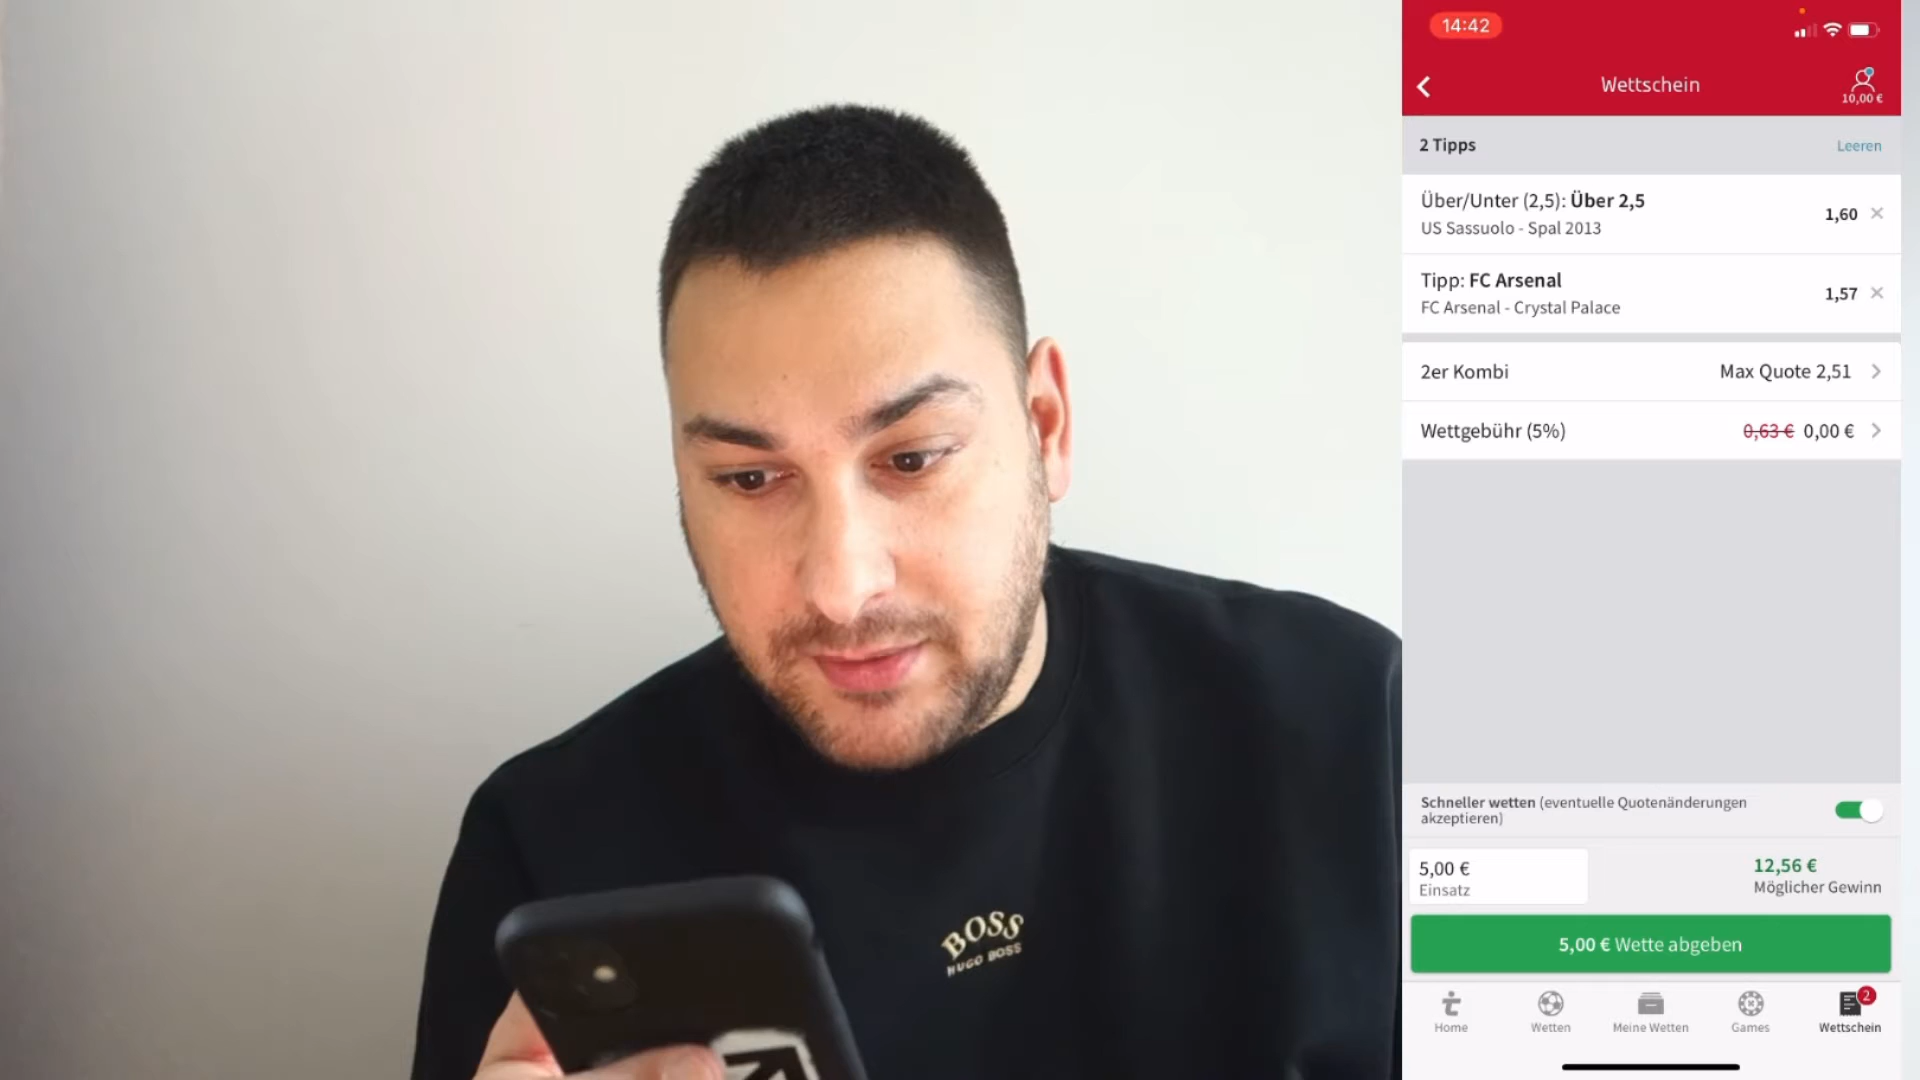 14:42
Wettschein
10,00 €
2 Tipps
Leeren
Über/Unter (2,5): Über 2,5
US Sassuolo - Spal 2013
1,60
Tipp: FC Arsenal
FC Arsenal - Crystal Palace
1,57
2er Kombi
Max Quote 2,51
Wettgebühr (5%)
0,63 € 0,00 €
Schneller wetten (eventuelle Quotenänderungen
akzeptieren)
5,00 €
Einsatz
12,56 €
Möglicher Gewinn
5,00 € Wette abgeben
Home
Wetten
Meine Wetten
Games
2
Wettschein
BOSS
HUGO BOSS